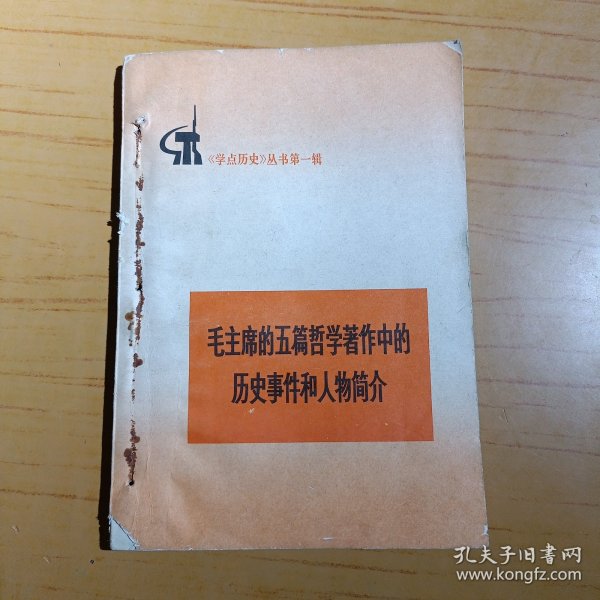 《学点历史》丛书第一辑
毛主席的五篇哲学著作中的
历史事件和人物简介
孔夫子旧书网
www.kongfz.com